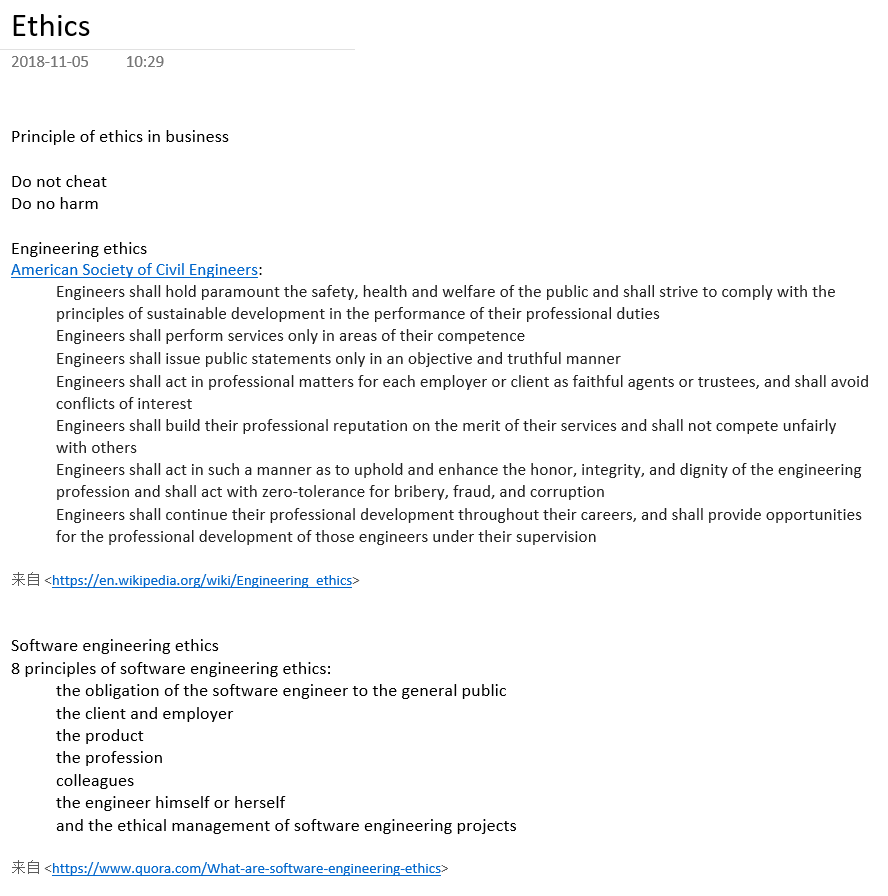 Ethics
2018-11-05 10:29
Principle of ethics in business
Do not cheat
Do no harm
Engineering ethics
American Society of Civil Engineers:
Engineers shall hold paramount the safety, health and welfare of the public and shall strive to comply with the
principles of sustainable development in the performance of their professional duties
Engineers shall perform services only in areas of their competence
Engineers shall issue public statements only in an objective and truthful manner
Engineers shall act in professional matters for each employer or client as faithful agents or trustees, and shall avoid
conflicts of interest
Engineers shall build their professional reputation on the merit of their services and shall not compete unfairly
with others
Engineers shall act in such a manner as to uphold and enhance the honor, integrity, and dignity of the engineering
profession and shall act with zero-tolerance for bribery, fraud, and corruption
Engineers shall continue their professional development throughout their careers, and shall provide opportunities
for the professional development of those engineers under their supervision
来自 <https://en.wikipedia.org/wiki/Engineering_ethics>
Software engineering ethics
8 principles of software engineering ethics:
the obligation of the software engineer to the general public
the client and employer
the product
the profession
colleagues
the engineer himself or herself
and the ethical management of software engineering projects
来自 <https://www.quora.com/What-are-software-engineering-ethics>